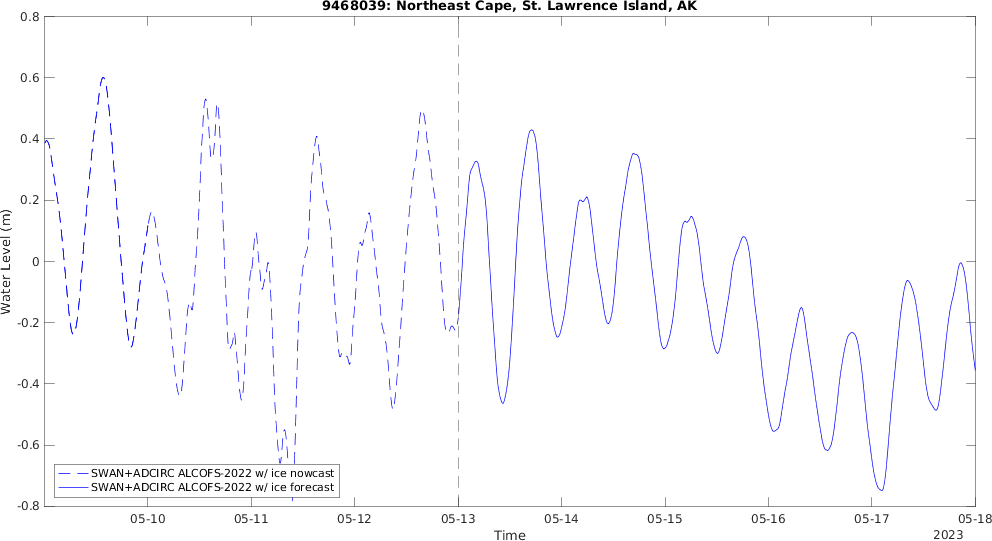 9468039: Northeast Cape, St. Lawrence Island, AK
0.8
0.6
0.4
0.2
0
-0.2
-0.4
-0.6
-0.8
Water Level (m)
SWAN+ADCIRC ALCOFS-2022 w/ ice nowcast
SWAN+ADCIRC ALCOFS-2022 w/ ice forecast
05-10 05-11 05-12 05-13 05-14 05-15 05-16 05-17 05-18
Time
2023